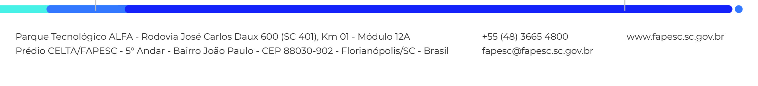 Parque Tecnológico ALFA - Rodovia José Carlos Daux 600 (SC 401), Km 01 - Módulo 12A
Prédio CELTA/FAPESC - 5º Andar - Bairro João Paulo - CEP 88030-902 - Florianópolis/SC - Brasil
+55 (48) 3665 4800
fapesc@fapesc.sc.gov.br
www.fapesc.sc.gov.br